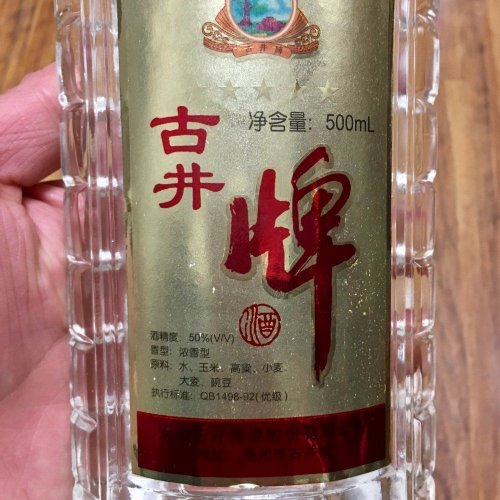 古井牌
净含量: 500mL
古井
牌
酒
酒精度: 50%(V/V)
香型: 浓香型
原料: 水、玉米、高粱、小麦、
大麦、豌豆
执行标准: QB1498-92(优级)